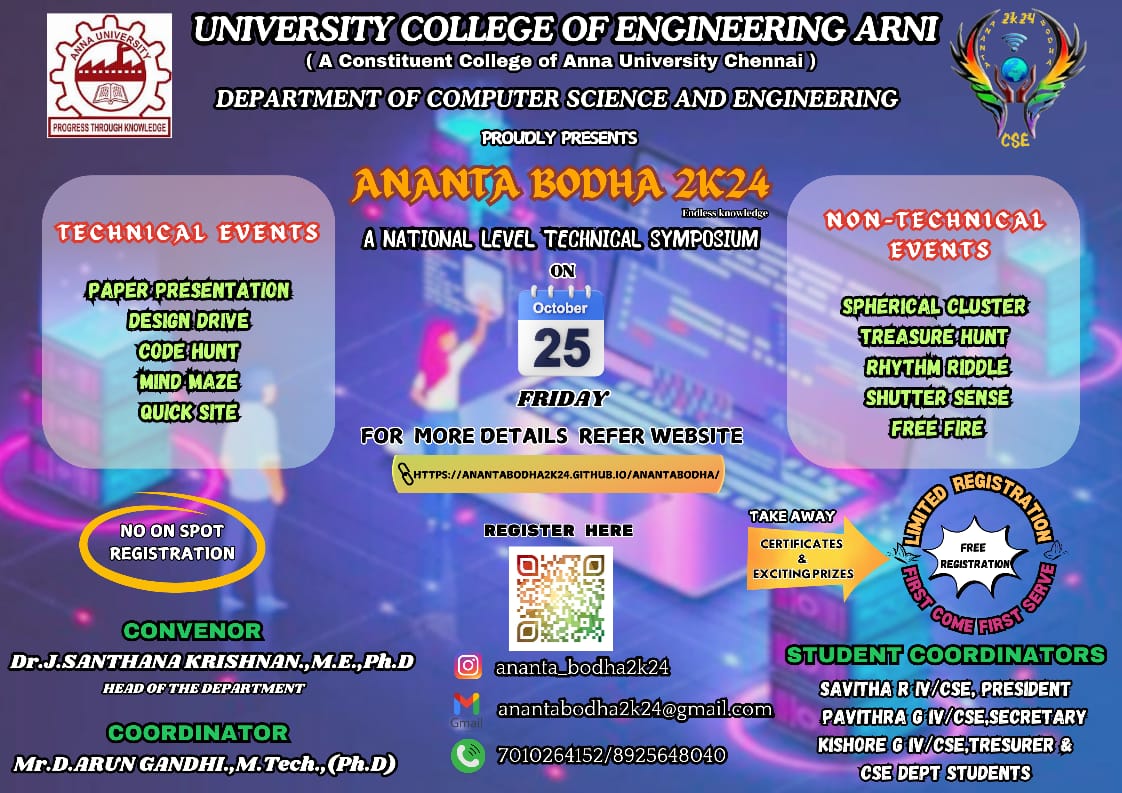 ANNA UNIVERSITY
PROGRESS THROUGH KNOWLEDGE
UNIVERSITY COLLEGE OF ENGINEERING ARNI
( A Constituent College of Anna University Chennai )
DEPARTMENT OF COMPUTER SCIENCE AND ENGINEERING
ANANTA 2K24 BODHA
CSE
PROUDLY PRESENTS
ANANTA BODHA 2K24
Endless knowledge
A NATIONAL LEVEL TECHNICAL SYMPOSIUM
ON
October
25
FRIDAY
TECHNICAL EVENTS
PAPER PRESENTATION
DESIGN DRIVE
CODE HUNT
MIND MAZE
QUICK SITE
NON-TECHNICAL
EVENTS
SPHERICAL CLUSTER
TREASURE HUNT
RHYTHM RIDDLE
SHUTTER SENSE
FREE FIRE
FOR MORE DETAILS REFER WEBSITE
HTTPS://ANANTABODHA2K24.GITHUB.IO/ANANTABODHA/
NO ON SPOT
REGISTRATION
REGISTER HERE
TAKE AWAY
CERTIFICATES
&
EXCITING PRIZES
LIMITED REGISTRATION
FREE
REGISTRATION
FIRST COME FIRST SERVE
CONVENOR
Dr.J.SANTHANA KRISHNAN.,M.E.,Ph.D
HEAD OF THE DEPARTMENT
COORDINATOR
Mr.D.ARUN GANDHI.,M.Tech.,(Ph.D)
ananta_bodha2k24
Gmail
anantabodha2k24@gmail.com
7010264152/8925648040
STUDENT COORDINATORS
SAVITHA R IV/CSE, PRESIDENT
PAVITHRA G IV/CSE,SECRETARY
KISHORE G IV/CSE,TRESURER &
CSE DEPT STUDENTS